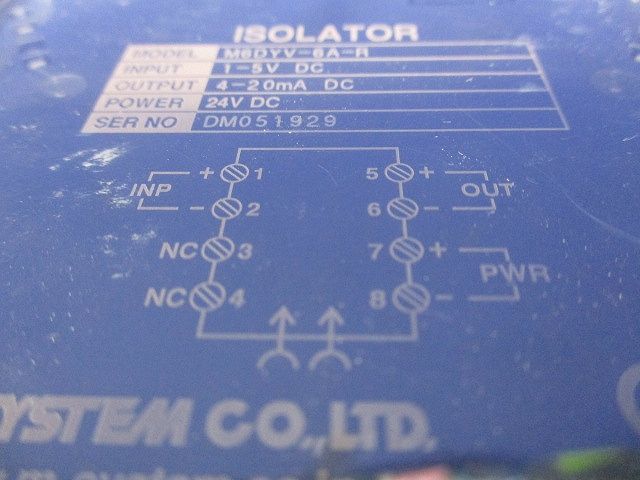 ISOLATOR
MODEL M6DYV-6A-R
INPUT 1-5V DC
OUTPUT 4-20mA DC
POWER 24V DC
SER NO DM051929
+ 1 5 +
INP OUT
- 2 6 -
NC 3 7 +
PWR
NC 4 8 -
YSTEM CO.,LTD.